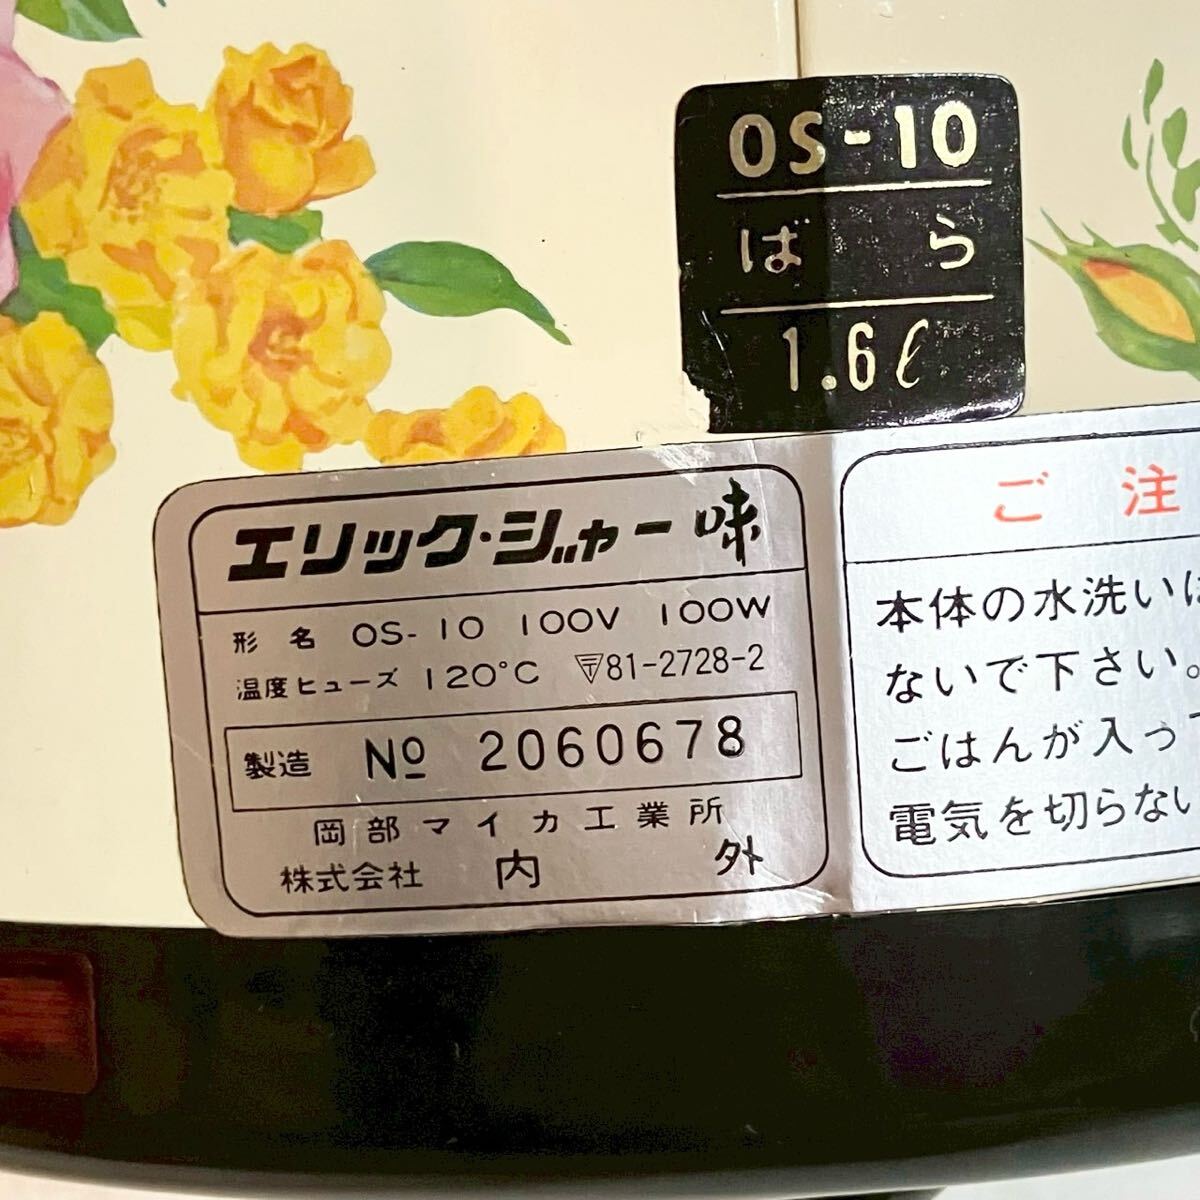 OS-10
ばら
1.6ℓ
エリック・ジャー 味
形名 OS-10 100V 100W
温度ヒューズ 120°C 〒81-2728-2
製造 № 2060678
岡部マイカ工業所
株式会社 内外
ご注
本体の水洗いは
ないで下さい。
ごはんが入っ
電気を切らない